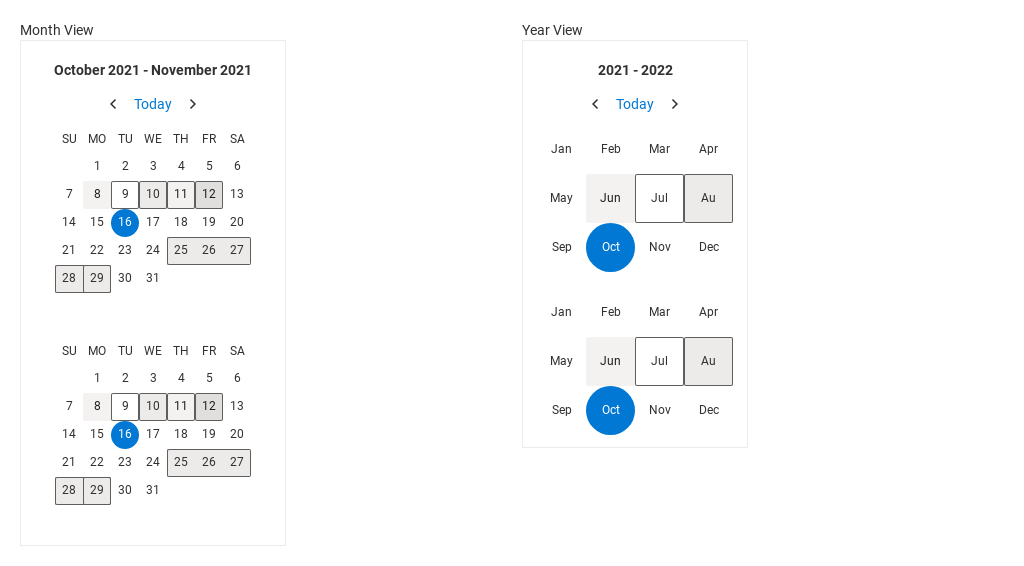 Month View
October 2021 - November 2021
Today
SU MO TU WE TH FR SA
1 2 3 4 5 6
7 8 9 10 11 12 13
14 15 16 17 18 19 20
21 22 23 24 25 26 27
28 29 30 31
SU MO TU WE TH FR SA
1 2 3 4 5 6
7 8 9 10 11 12 13
14 15 16 17 18 19 20
21 22 23 24 25 26 27
28 29 30 31
Year View
2021 - 2022
Today
Jan Feb Mar Apr
May Jun Jul Au
Sep Oct Nov Dec
Jan Feb Mar Apr
May Jun Jul Au
Sep Oct Nov Dec